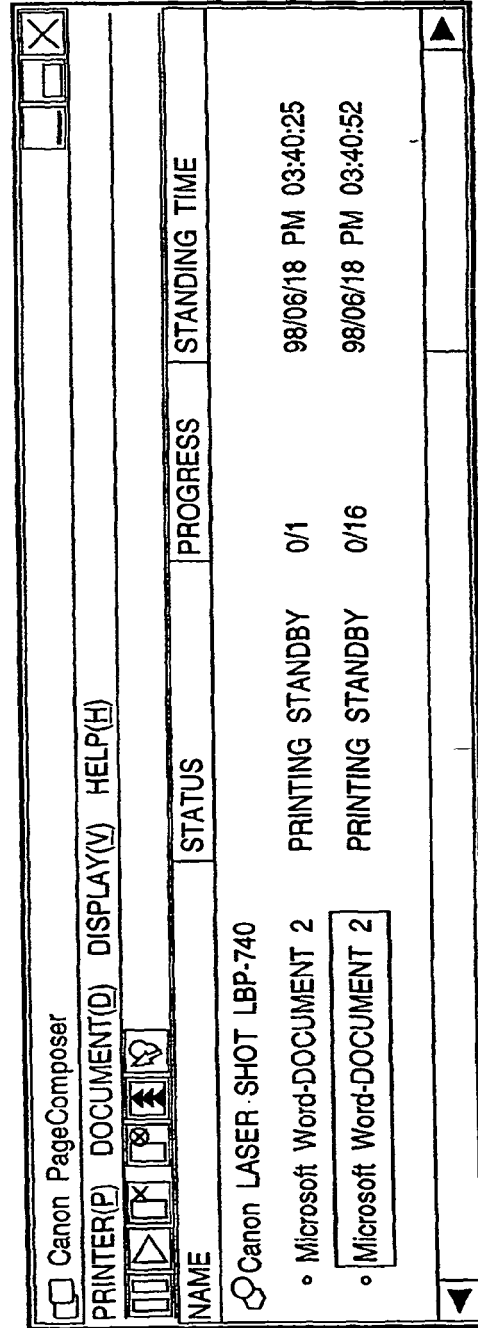 Canon PageComposer
PRINTER(P) DOCUMENT(D) DISPLAY(V) HELP(H)
NAME STATUS PROGRESS STANDING TIME
Canon LASER SHOT LBP-740
Microsoft Word-DOCUMENT 2 PRINTING STANDBY 0/1 98/06/18 PM 03:40:25
Microsoft Word-DOCUMENT 2 PRINTING STANDBY 0/16 98/06/18 PM 03:40:52